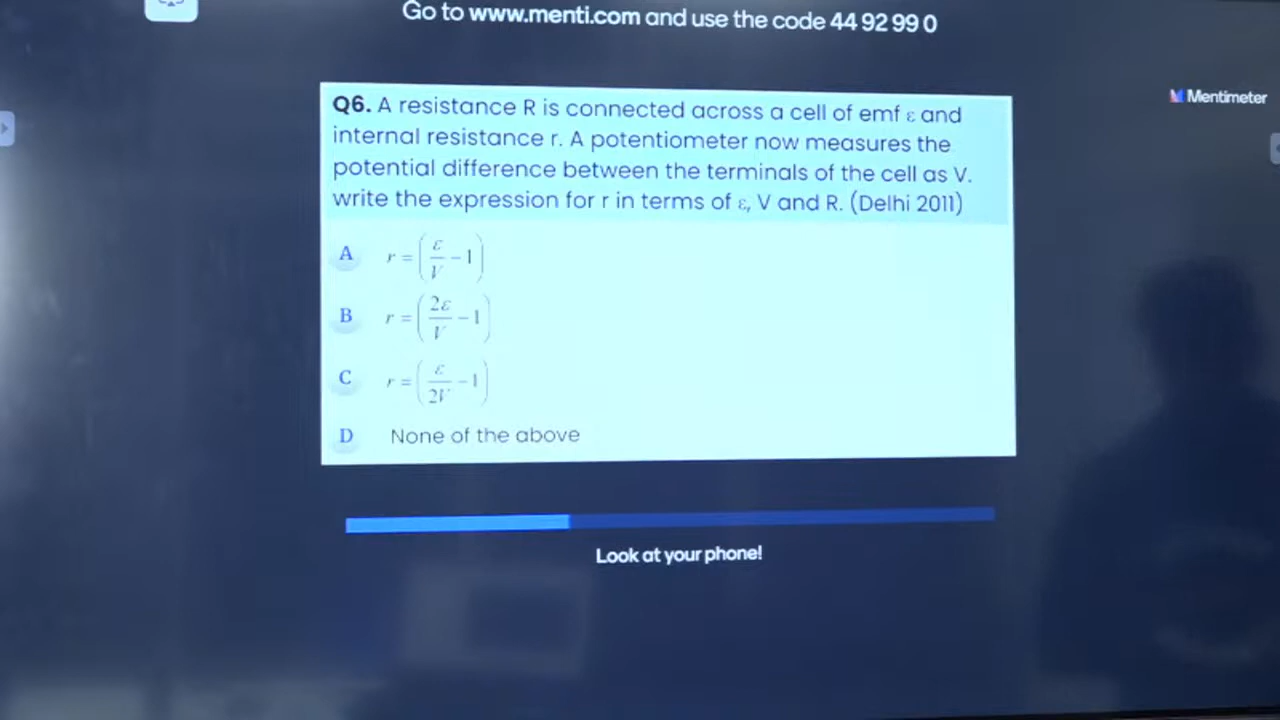 Go to www.menti.com and use the code 44 92 99 0
Mentimeter
Q6. A resistance R is connected across a cell of emf ε and
internal resistance r. A potentiometer now measures the
potential difference between the terminals of the cell as V.
write the expression for r in terms of ε, V and R. (Delhi 2011)
A r = (ε/V − 1)
B r = (2ε/V − 1)
C r = (ε/2V − 1)
D None of the above
Look at your phone!